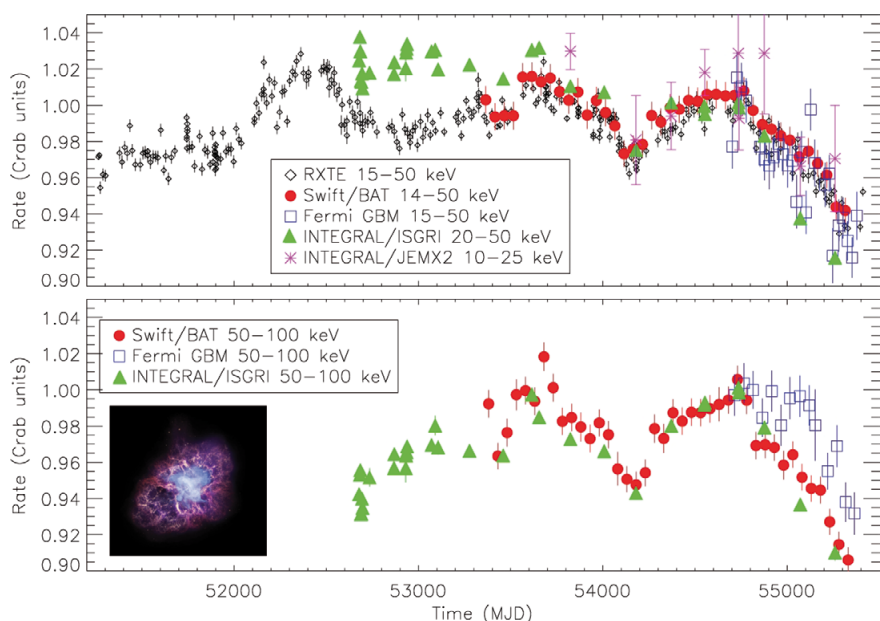 1.04
1.02
1.00
0.98
0.96
0.94
0.92
0.90
Rate (Crab units)
RXTE 15-50 keV
Swift/BAT 14-50 keV
Fermi GBM 15-50 keV
INTEGRAL/ISGRI 20-50 keV
INTEGRAL/JEMX2 10-25 keV
1.04
1.02
1.00
0.98
0.96
0.94
0.92
0.90
Rate (Crab units)
Swift/BAT 50-100 keV
Fermi GBM 50-100 keV
INTEGRAL/ISGRI 50-100 keV
52000 53000 54000 55000
Time (MJD)